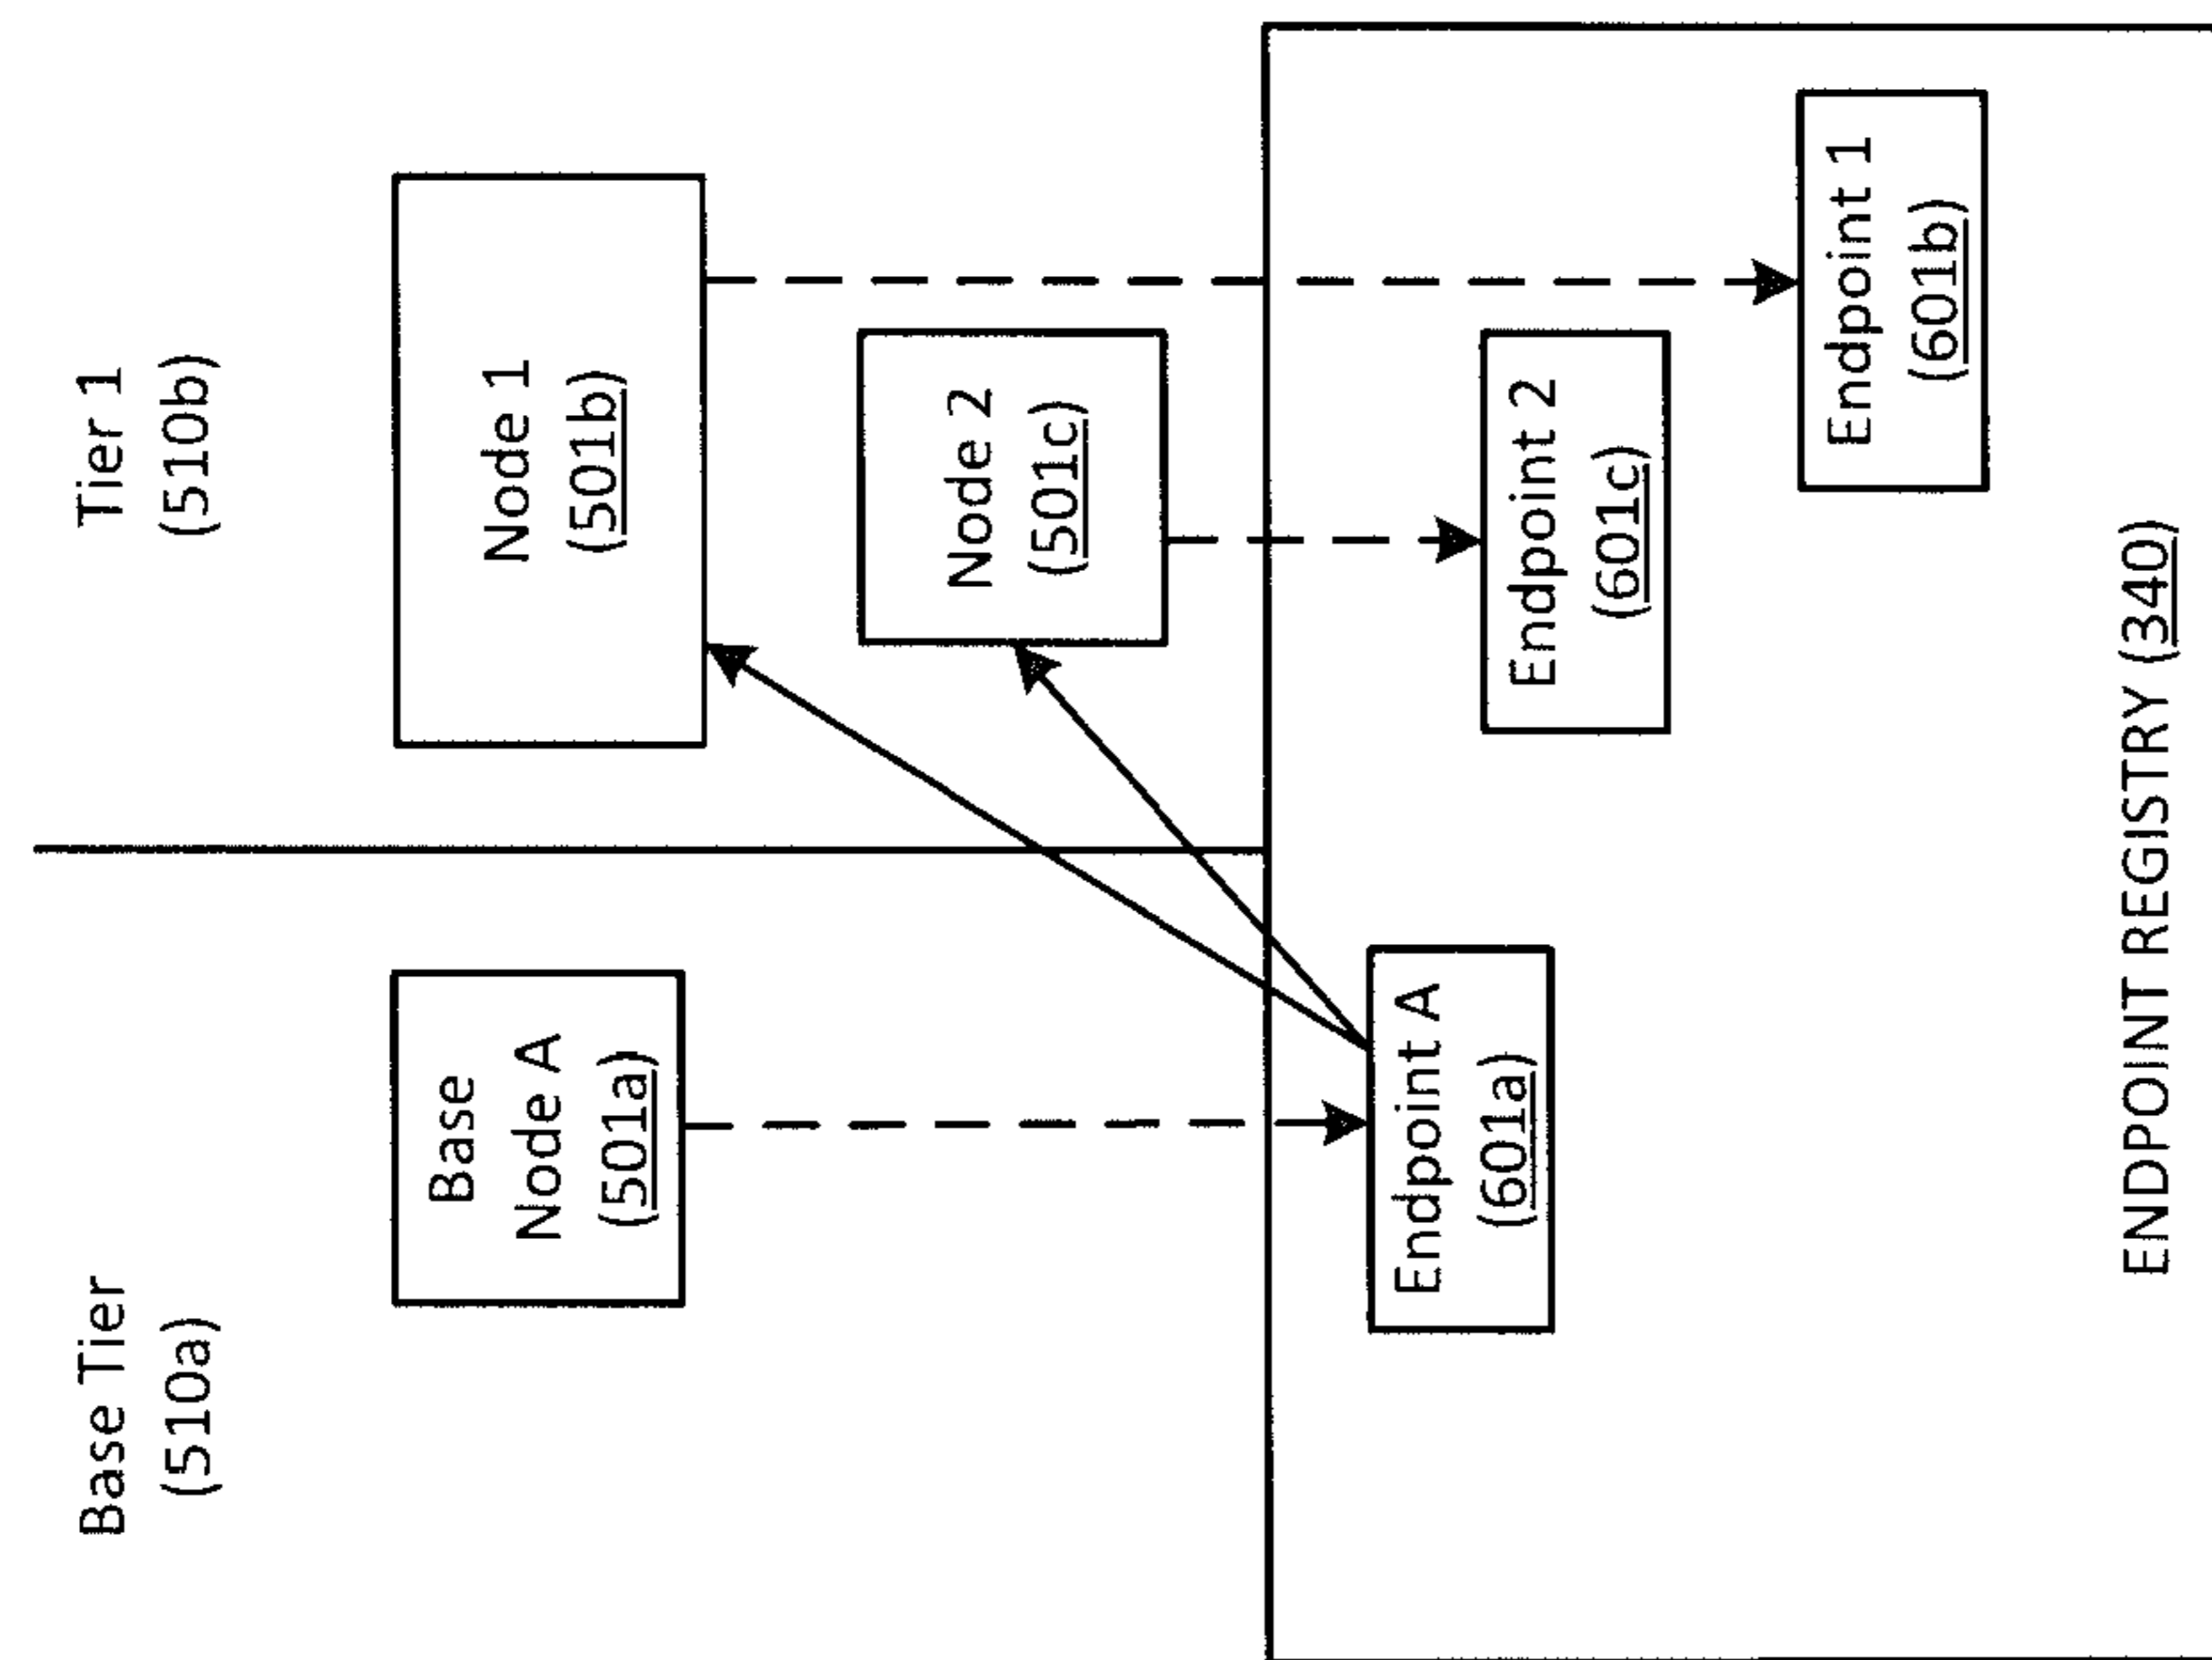 Base Tier
(510a)
Tier 1
(510b)
Base
Node A
(501a)
Node 1
(501b)
Node 2
(501c)
Endpoint A
(601a)
Endpoint 2
(601c)
Endpoint 1
(601b)
ENDPOINT REGISTRY (340)